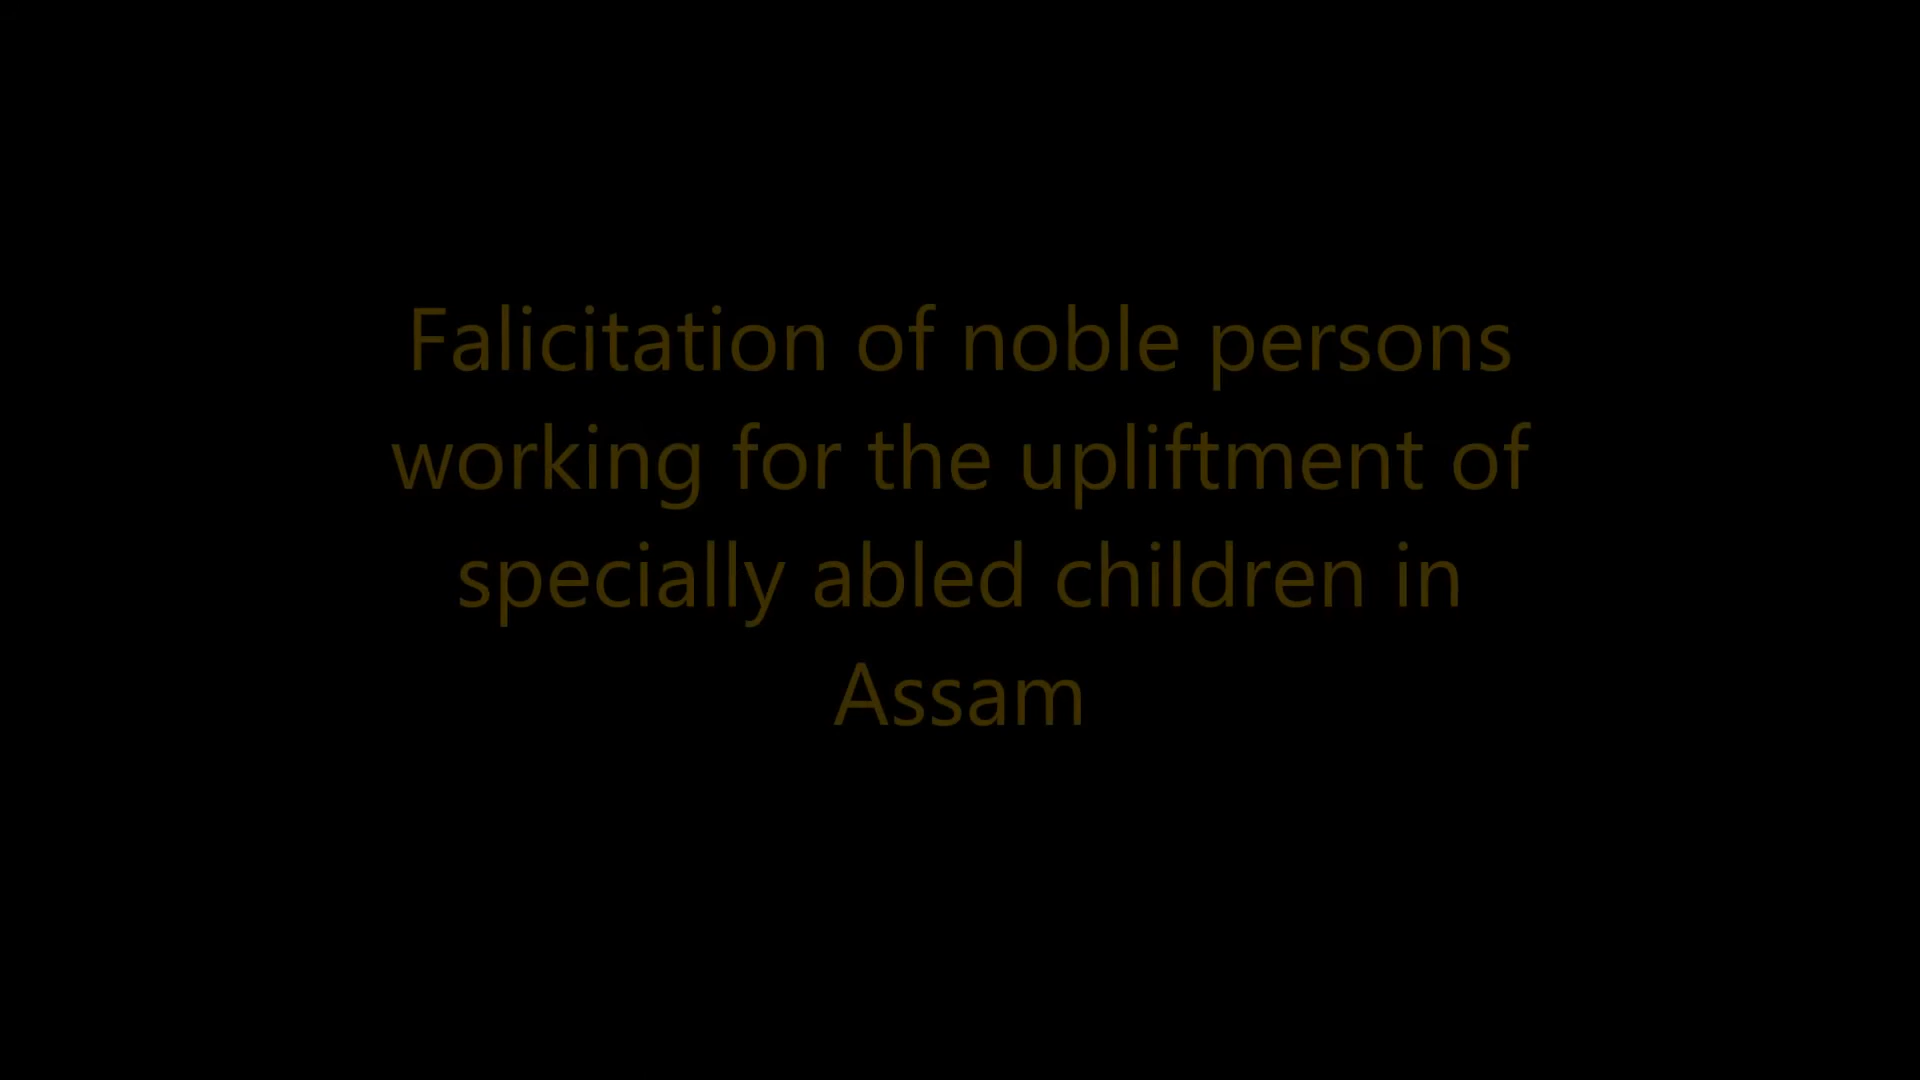 Falicitation of noble persons
working for the upliftment of
specially abled children in
Assam